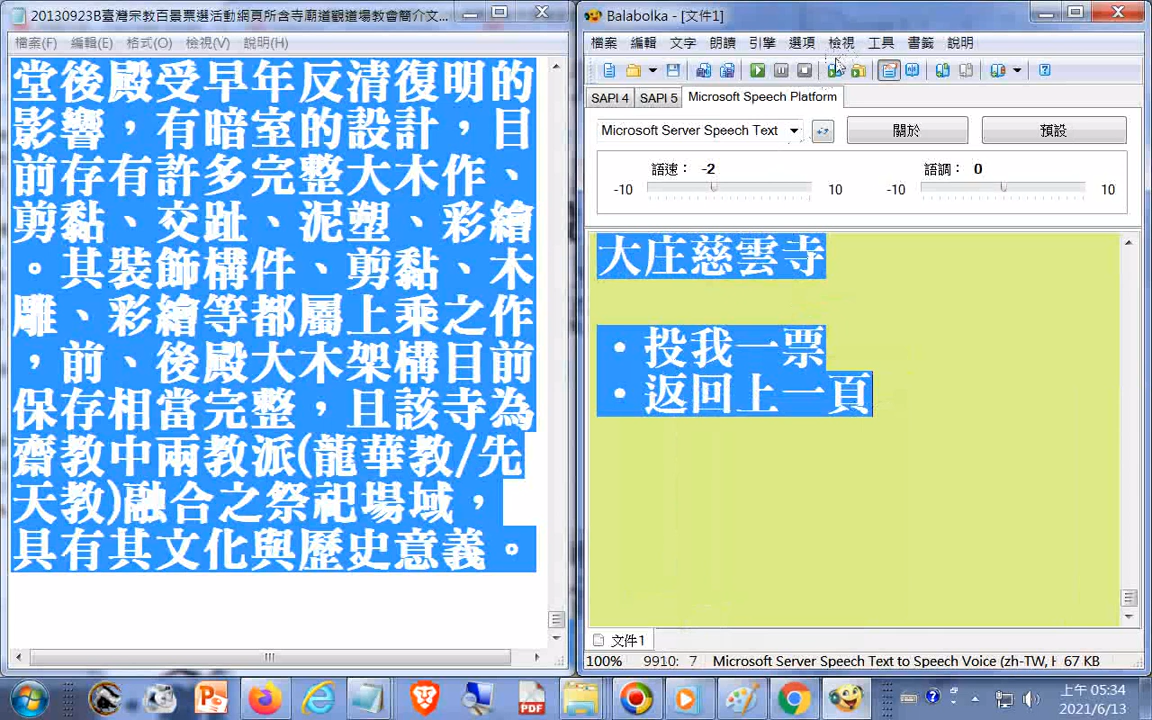 20130923B臺灣宗教百景票選活動網頁所含寺廟道觀道場教會簡介文...
檔案(F) 編輯(E) 格式(O) 檢視(V) 說明(H)
堂後殿受早年反清復明的
影響，有暗室的設計，目
前存有許多完整大木作、
剪黏、交趾、泥塑、彩繪
。其裝飾構件、剪黏、木
雕、彩繪等都屬上乘之作
，前、後殿大木架構目前
保存相當完整，且該寺為
齋教中兩教派(龍華教/先
天教)融合之祭祀場域，
具有其文化與歷史意義。
Balabolka - [文件1]
檔案 編輯 文字 朗讀 引擎 選項 檢視 工具 書籤 說明
SAPI 4 SAPI 5 Microsoft Speech Platform
Microsoft Server Speech Text 關於 預設
語速： -2 語調： 0
-10 10 -10 10
大庄慈雲寺
・投我一票
・返回上一頁
文件1
100% 9910: 7 Microsoft Server Speech Text to Speech Voice (zh-TW, H 67 KB
上午 05:34
2021/6/13